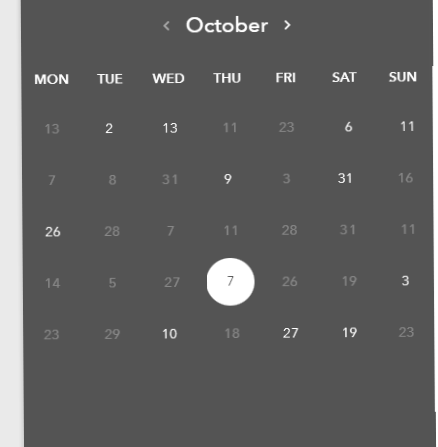 ‹ October ›
MON TUE WED THU FRI SAT SUN
13 2 13 11 23 6 11
7 8 31 9 3 31 16
26 28 7 11 28 31 11
14 5 27 7 26 19 3
23 29 10 18 27 19 23